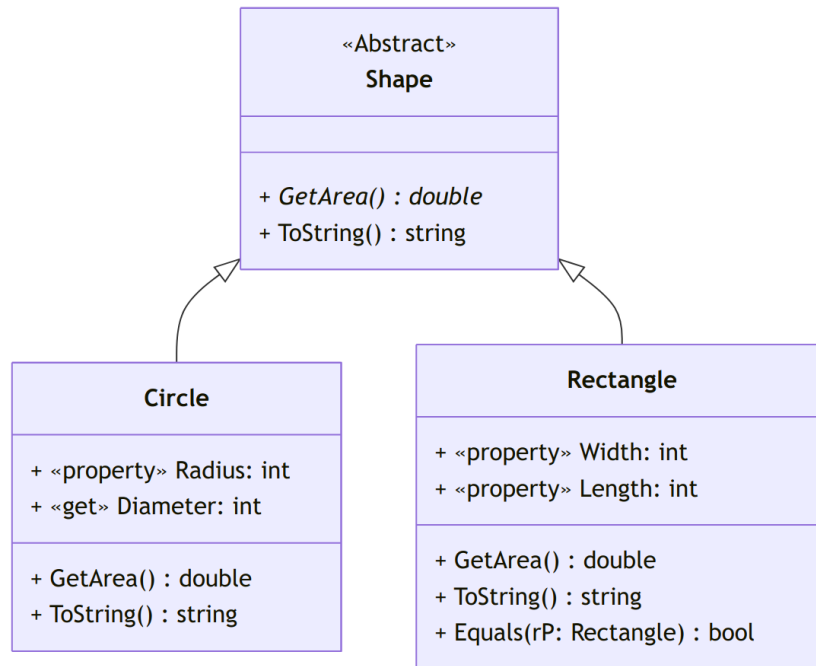 «Abstract»
Shape
+ GetArea() : double
+ ToString() : string
Circle
+ «property» Radius: int
+ «get» Diameter: int
+ GetArea() : double
+ ToString() : string
Rectangle
+ «property» Width: int
+ «property» Length: int
+ GetArea() : double
+ ToString() : string
+ Equals(rP: Rectangle) : bool